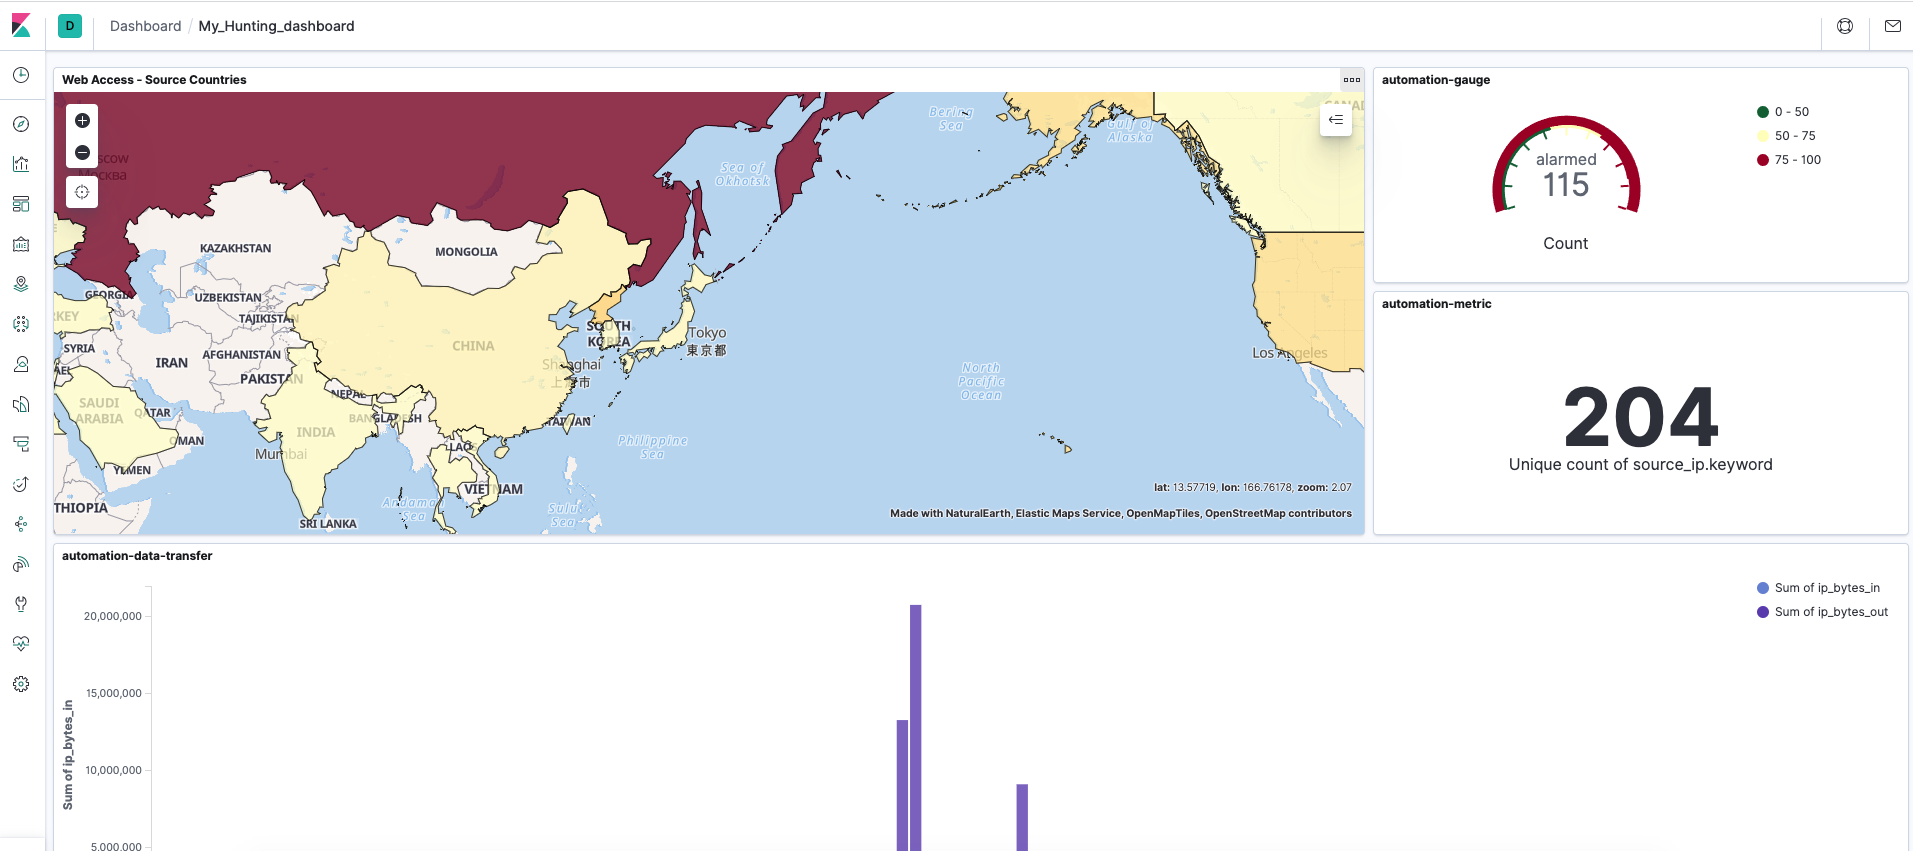 D
Dashboard / My_Hunting_dashboard
Web Access - Source Countries
Москва
Bering
Sea
Gulf of
Alaska
Sea of
Okhotsk
KAZAKHSTAN
MONGOLIA
GEORGIA
UZBEKISTAN
TAJIKISTAN
SYRIA
IRAN
AFGHANISTAN
PAKISTAN
CHINA
SOUTH
KOREA
Tokyo
東京都
Shanghai
上海市
Los Angeles
North
Pacific
Ocean
SAUDI
ARABIA
QATAR
OMAN
YEMEN
NEPAL
BANGLADESH
INDIA
Mumbai
TAIWAN
LAOS
VIETNAM
Philippine
Sea
Andaman
Sea
Sulu
Sea
SRI LANKA
THIOPIA
lat: 13.57719, lon: 166.76178, zoom: 2.07
Made with NaturalEarth, Elastic Maps Service, OpenMapTiles, OpenStreetMap contributors
automation-gauge
alarmed
115
Count
0 - 50
50 - 75
75 - 100
automation-metric
204
Unique count of source_ip.keyword
automation-data-transfer
Sum of ip_bytes_in
20,000,000
15,000,000
10,000,000
5,000,000
Sum of ip_bytes_in
Sum of ip_bytes_out